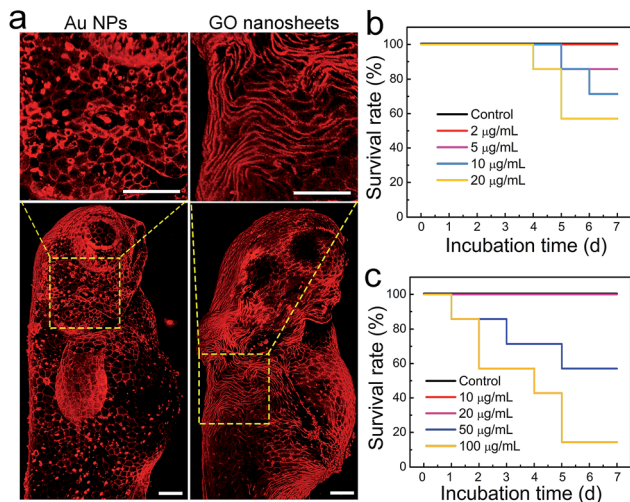 a
Au NPs
GO nanosheets
b
Survival rate (%)
100
80
60
40
20
0
Control
2 μg/mL
5 μg/mL
10 μg/mL
20 μg/mL
0 1 2 3 4 5 6 7
Incubation time (d)
c
Survival rate (%)
100
80
60
40
20
0
Control
10 μg/mL
20 μg/mL
50 μg/mL
100 μg/mL
0 1 2 3 4 5 6 7
Incubation time (d)